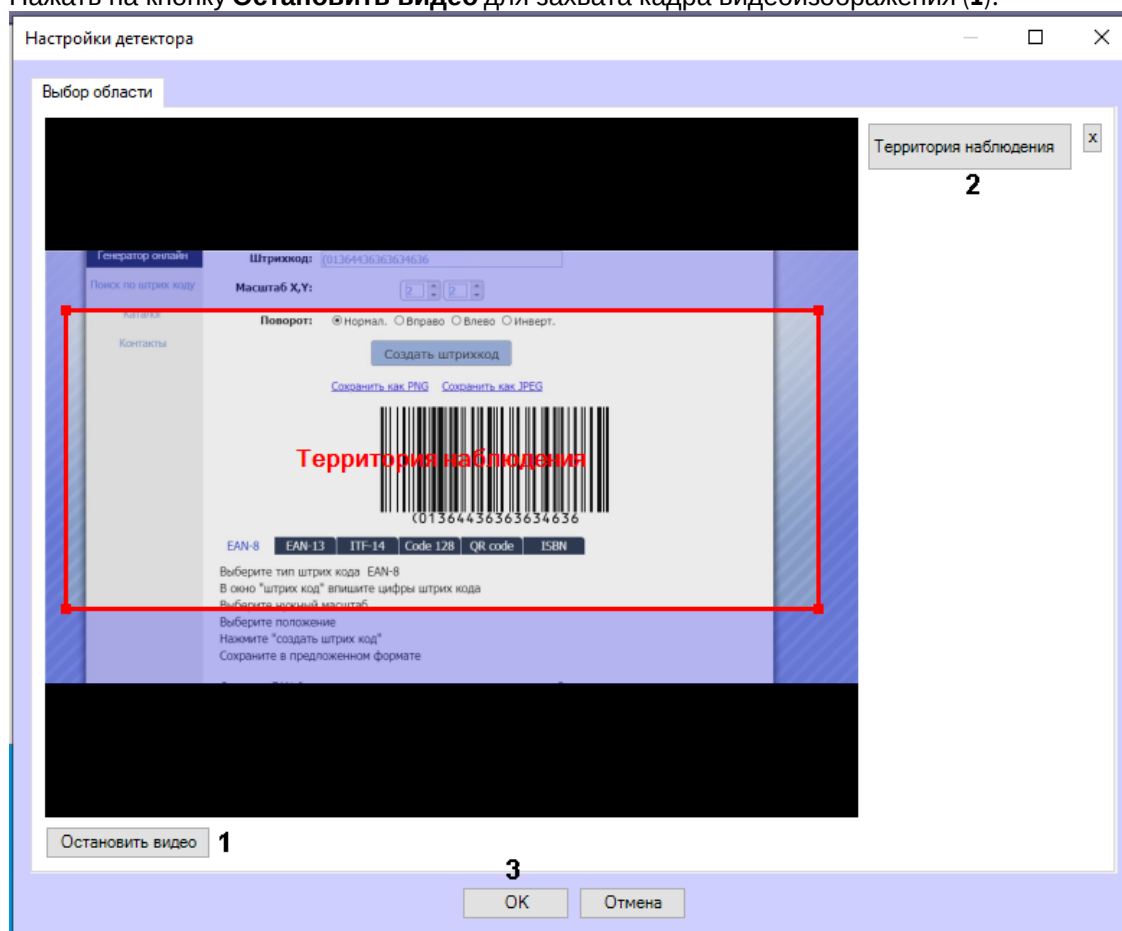 Нажать на кнопку Остановить видео для захвата кадра видеоизображения (1).
Настройки детектора
Выбор области
Территория наблюдения
x
2
Генератор онлайн
Штрихкод: (01364436363634636
Поиск по штрих коду
Масштаб X,Y: 2 2
Каталог
Поворот: Нормал. Вправо Влево Инверт.
Контакты
Создать штрихкод
Сохранить как PNG Сохранить как JPEG
Территория наблюдения
(01364436363634636
EAN-8 EAN-13 ITF-14 Code 128 QR code ISBN
Выберите тип штрих кода EAN-8
В окно "штрих код" впишите цифры штрих кода
Выберите нужный масштаб
Выберите положение
Нажмите "создать штрих код"
Сохраните в предложенном формате
Остановить видео 1
3
OK Отмена